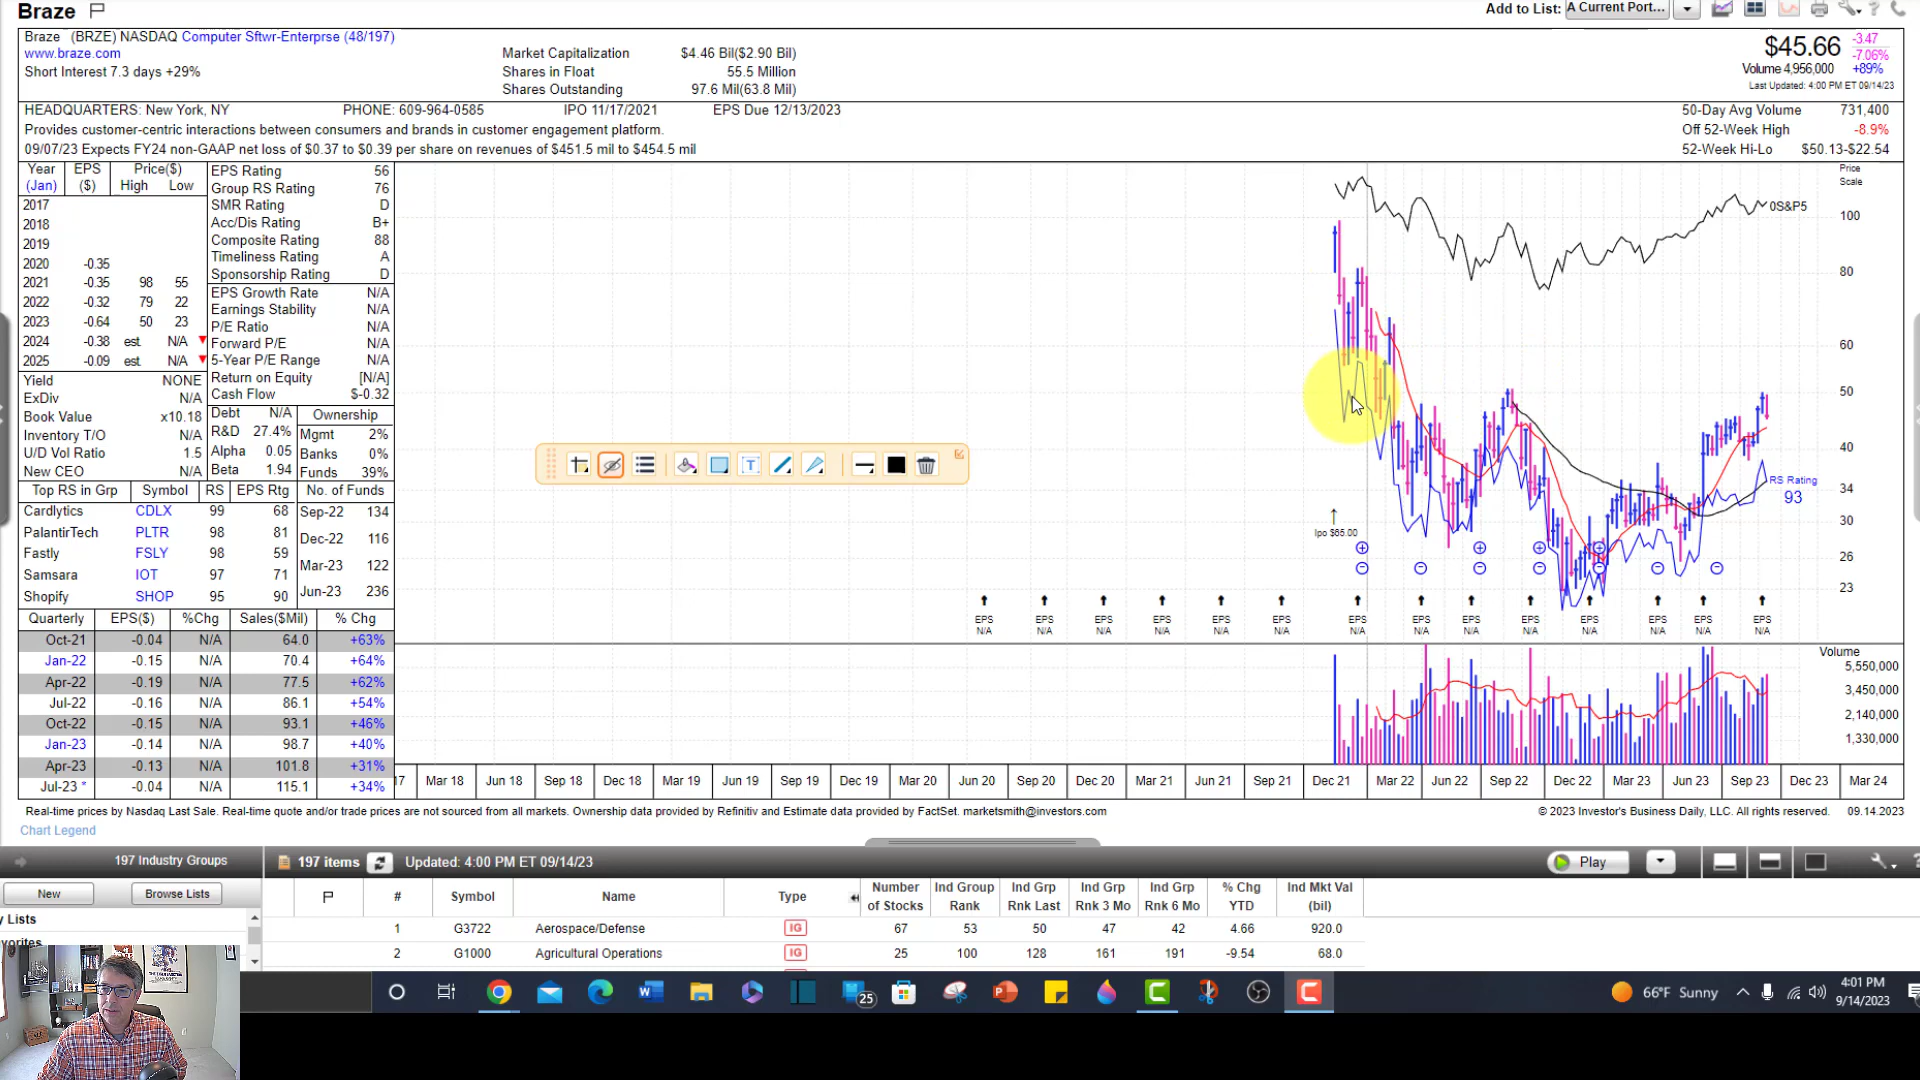 Braze
Add to List: A Current Port...
Braze (BRZE) NASDAQ Computer Sftwr-Enterprse (48/197)
www.braze.com
Short Interest 7.3 days +29%
Market Capitalization $4.46 Bil($2.90 Bil)
Shares in Float 55.5 Million
Shares Outstanding 97.6 Mil(63.8 Mil)
$45.66 -3.47
-7.06%
Volume 4,956,000 +89%
Last Updated: 4:00 PM ET 09/14/23
HEADQUARTERS: New York, NY PHONE: 609-964-0585 IPO 11/17/2021 EPS Due 12/13/2023
Provides customer-centric interactions between consumers and brands in customer engagement platform.
09/07/23 Expects FY24 non-GAAP net loss of $0.37 to $0.39 per share on revenues of $451.5 mil to $454.5 mil
50-Day Avg Volume 731,400
Off 52-Week High -8.9%
52-Week Hi-Lo $50.13-$22.54
Year EPS Price($)
(Jan) ($) High Low
2017
2018
2019
2020 -0.35
2021 -0.35 98 55
2022 -0.32 79 22
2023 -0.64 50 23
2024 -0.38 est. N/A
2025 -0.09 est. N/A
Yield NONE
ExDiv N/A
Book Value x10.18
Inventory T/O N/A
U/D Vol Ratio 1.5
New CEO N/A
EPS Rating 56
Group RS Rating 76
SMR Rating D
Acc/Dis Rating B+
Composite Rating 88
Timeliness Rating A
Sponsorship Rating D
EPS Growth Rate N/A
Earnings Stability N/A
P/E Ratio N/A
Forward P/E N/A
5-Year P/E Range N/A
Return on Equity [N/A]
Cash Flow $-0.32
Debt N/A
R&D 27.4%
Alpha 0.05
Beta 1.94
Ownership
Mgmt 2%
Banks 0%
Funds 39%
Top RS in Grp Symbol RS EPS Rtg
Cardlytics CDLX 99 68
PalantirTech PLTR 98 81
Fastly FSLY 98 59
Samsara IOT 97 71
Shopify SHOP 95 90
No. of Funds
Sep-22 134
Dec-22 116
Mar-23 122
Jun-23 236
Quarterly EPS($) %Chg Sales($Mil) % Chg
Oct-21 -0.04 N/A 64.0 +63%
Jan-22 -0.15 N/A 70.4 +64%
Apr-22 -0.19 N/A 77.5 +62%
Jul-22 -0.16 N/A 86.1 +54%
Oct-22 -0.15 N/A 93.1 +46%
Jan-23 -0.14 N/A 98.7 +40%
Apr-23 -0.13 N/A 101.8 +31%
Jul-23 * -0.04 N/A 115.1 +34%
Price
Scale
0S&P5
100
80
60
50
40
34
30
26
23
RS Rating
93
Ipo $65.00
EPS EPS EPS EPS EPS EPS EPS EPS EPS EPS EPS EPS EPS EPS
N/A N/A N/A N/A N/A N/A N/A N/A N/A N/A N/A N/A N/A N/A
Volume
5,550,000
3,450,000
2,140,000
1,330,000
17 Mar 18 Jun 18 Sep 18 Dec 18 Mar 19 Jun 19 Sep 19 Dec 19 Mar 20 Jun 20 Sep 20 Dec 20 Mar 21 Jun 21 Sep 21 Dec 21 Mar 22 Jun 22 Sep 22 Dec 22 Mar 23 Jun 23 Sep 23 Dec 23 Mar 24
Real-time prices by Nasdaq Last Sale. Real-time quote and/or trade prices are not sourced from all markets. Ownership data provided by Refinitiv and Estimate data provided by FactSet. marketsmith@investors.com
© 2023 Investor's Business Daily, LLC. All rights reserved. 09.14.2023
Chart Legend
197 Industry Groups
197 items Updated: 4:00 PM ET 09/14/23
Play
New Browse Lists
y Lists
vorites
# Symbol Name Type Number of Stocks Ind Group Rank Ind Grp Rnk Last Ind Grp Rnk 3 Mo Ind Grp Rnk 6 Mo % Chg YTD Ind Mkt Val (bil)
1 G3722 Aerospace/Defense IG 67 53 50 47 42 4.66 920.0
2 G1000 Agricultural Operations IG 25 100 128 161 191 -9.54 68.0
25
66°F Sunny
4:01 PM
9/14/2023